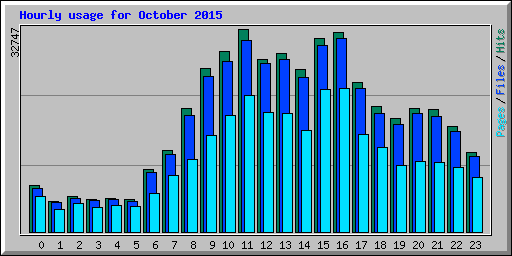 Hourly usage for October 2015
32747
Pages/Files/Hits
0 1 2 3 4 5 6 7 8 9 10 11 12 13 14 15 16 17 18 19 20 21 22 23